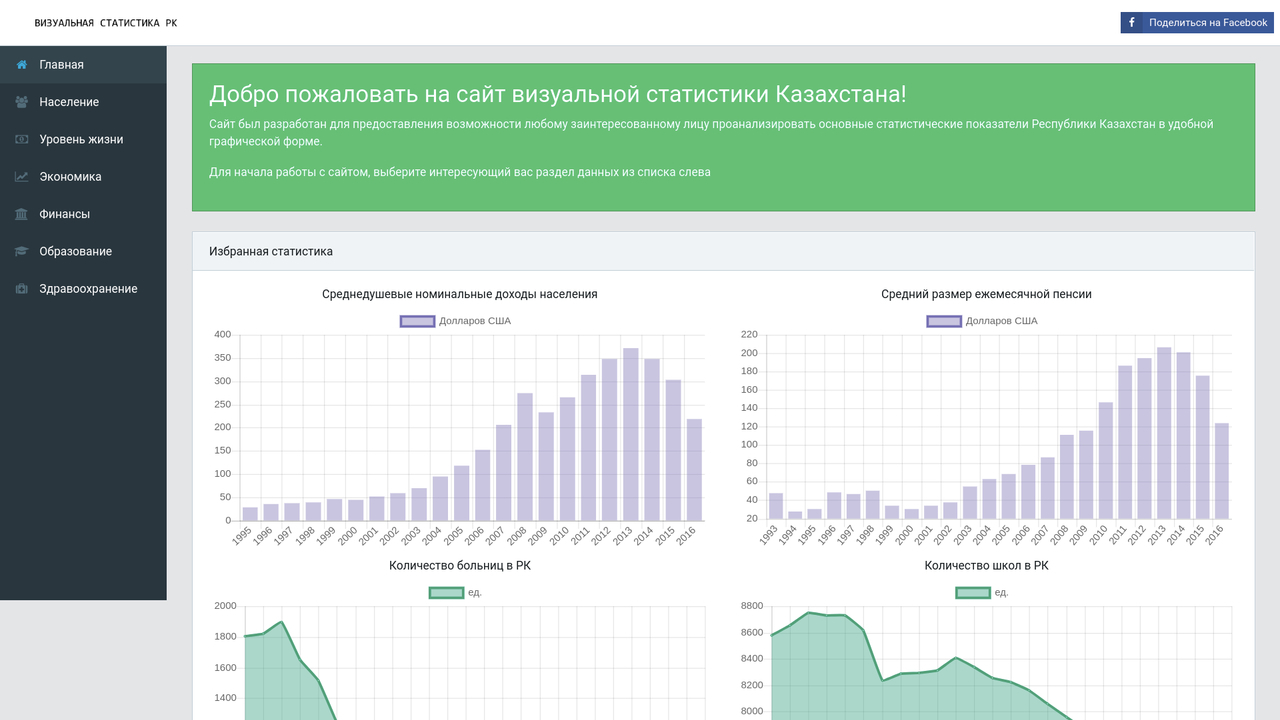 ВИЗУАЛЬНАЯ СТАТИСТИКА РК
Поделиться на Facebook
Главная
Население
Уровень жизни
Экономика
Финансы
Образование
Здравоохранение
Добро пожаловать на сайт визуальной статистики Казахстана!
Сайт был разработан для предоставления возможности любому заинтересованному лицу проанализировать основные статистические показатели Республики Казахстан в удобной
графической форме.
Для начала работы с сайтом, выберите интересующий вас раздел данных из списка слева
Избранная статистика
Среднедушевые номинальные доходы населения
Долларов США
400
350
300
250
200
150
100
50
0
1995 1996 1997 1998 1999 2000 2001 2002 2003 2004 2005 2006 2007 2008 2009 2010 2011 2012 2013 2014 2015 2016
Средний размер ежемесячной пенсии
Долларов США
220
200
180
160
140
120
100
80
60
40
20
1993 1994 1995 1996 1997 1998 1999 2000 2001 2002 2003 2004 2005 2006 2007 2008 2009 2010 2011 2012 2013 2014 2015 2016
Количество больниц в РК
ед.
2000
1800
1600
1400
Количество школ в РК
ед.
8800
8600
8400
8200
8000